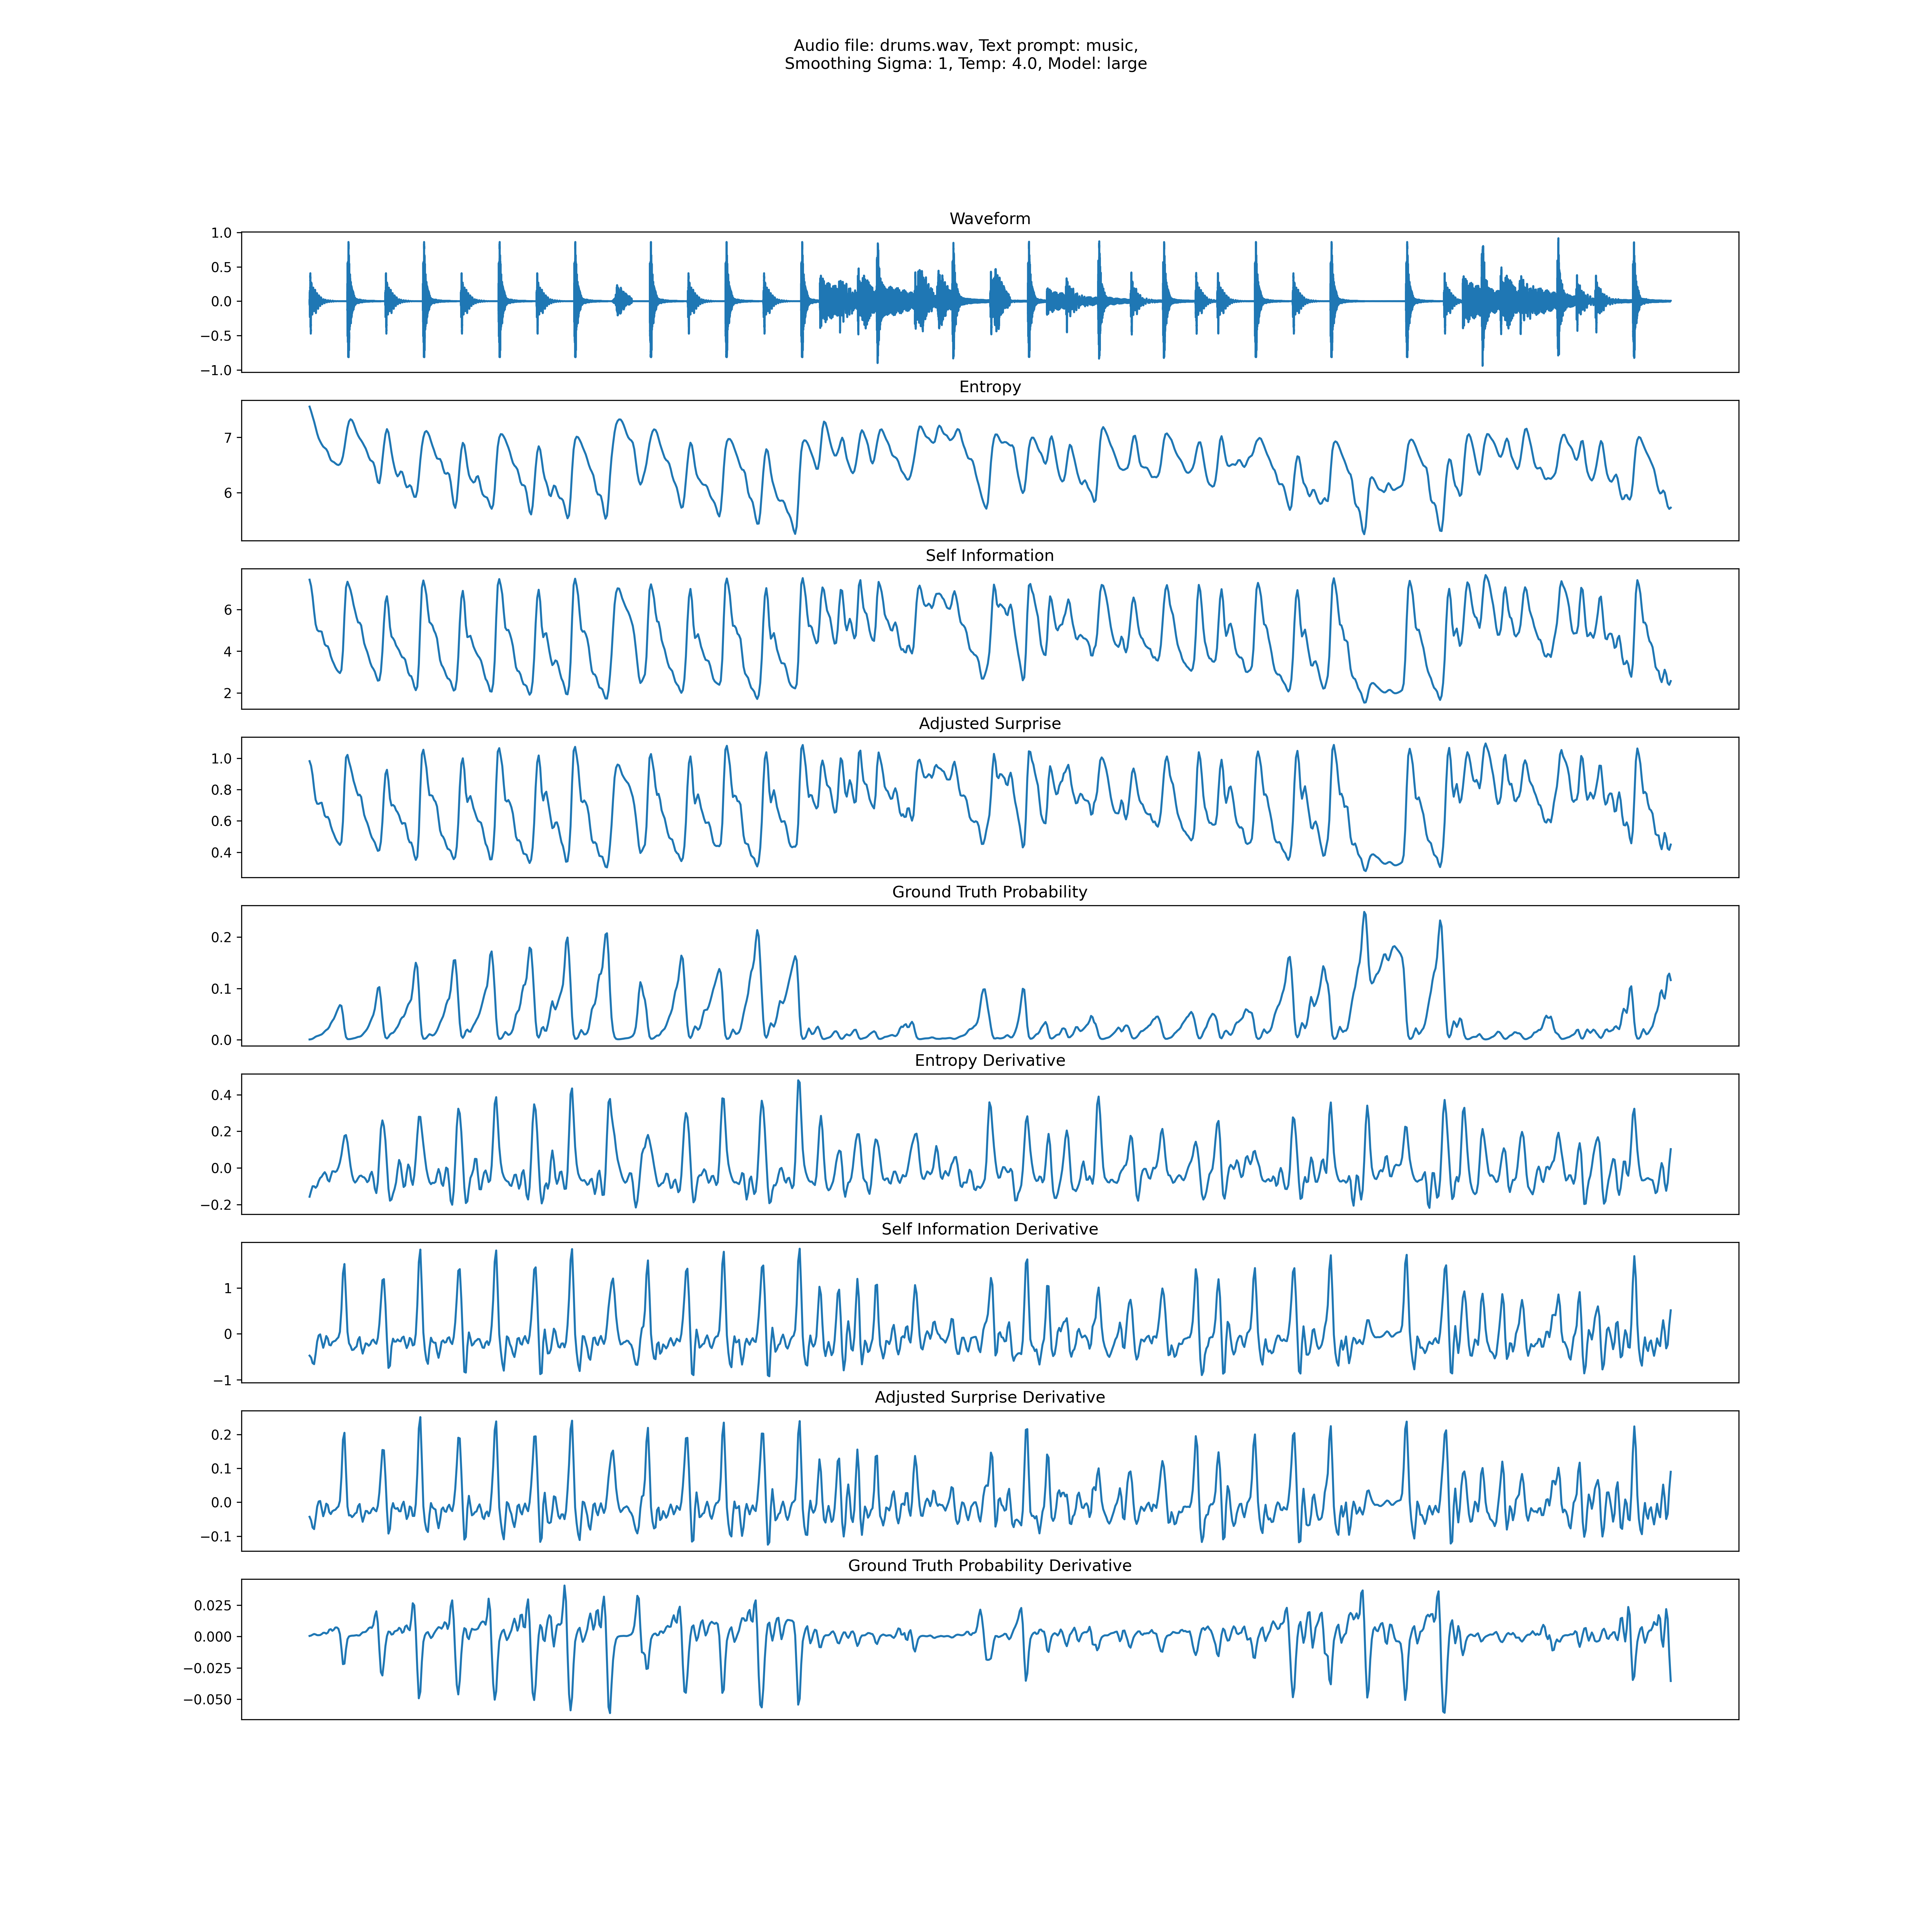 Audio file: drums.wav, Text prompt: music,
Smoothing Sigma: 1, Temp: 4.0, Model: large
Waveform
1.0
0.5
0.0
−0.5
−1.0
Entropy
7
6
Self Information
6
4
2
Adjusted Surprise
1.0
0.8
0.6
0.4
Ground Truth Probability
0.2
0.1
0.0
Entropy Derivative
0.4
0.2
0.0
−0.2
Self Information Derivative
1
0
−1
Adjusted Surprise Derivative
0.2
0.1
0.0
−0.1
Ground Truth Probability Derivative
0.025
0.000
−0.025
−0.050